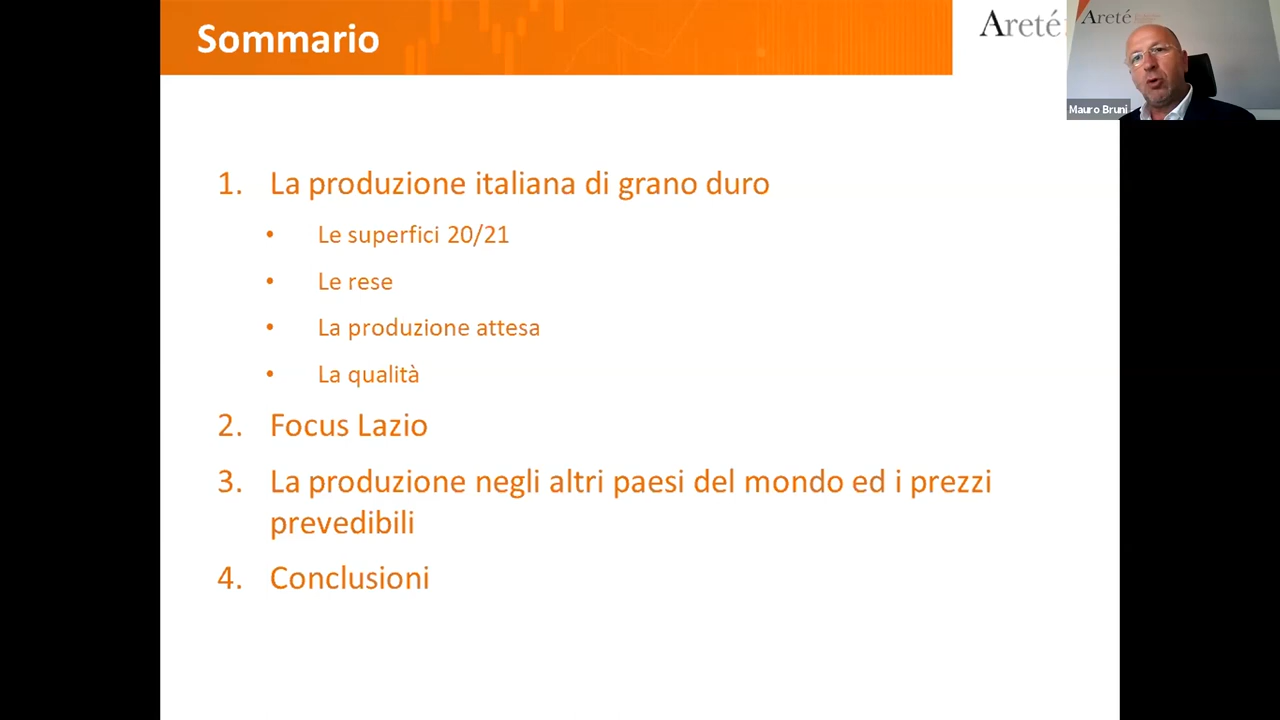 Sommario
Areté
Areté
Mauro Bruni
1. La produzione italiana di grano duro
• Le superfici 20/21
• Le rese
• La produzione attesa
• La qualità
2. Focus Lazio
3. La produzione negli altri paesi del mondo ed i prezzi
prevedibili
4. Conclusioni